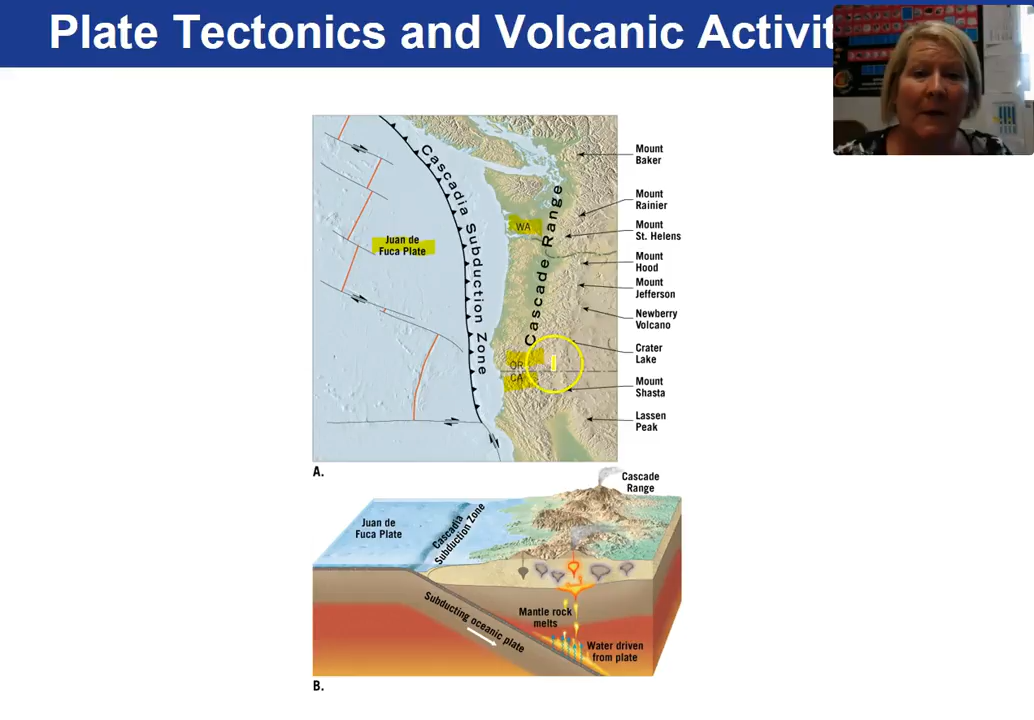 Plate Tectonics and Volcanic Activit
Cascadia Subduction Zone
Juan de
Fuca Plate
WA
Cascade Range
OR
CA
Mount
Baker
Mount
Rainier
Mount
St. Helens
Mount
Hood
Mount
Jefferson
Newberry
Volcano
Crater
Lake
Mount
Shasta
Lassen
Peak
A.
Cascade
Range
Juan de
Fuca Plate
Cascadia
Subduction Zone
Subducting oceanic plate
Mantle rock
melts
Water driven
from plate
B.